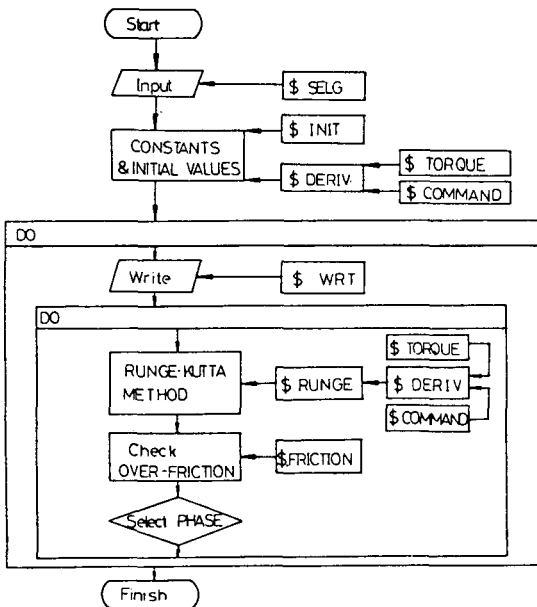 Start
Input
$ SELG
$ INIT
CONSTANTS
& INITIAL VALUES
$ DERIV.
$ TORQUE
$ COMMAND
DO
Write
$ WRT
DO
RUNGE-KUTTA
METHOD
$ RUNGE
$ TORQUE
$ DERIV
$ COMMAND
Check
OVER-FRICTION
$.FRICTION
Select PHASE
Finish